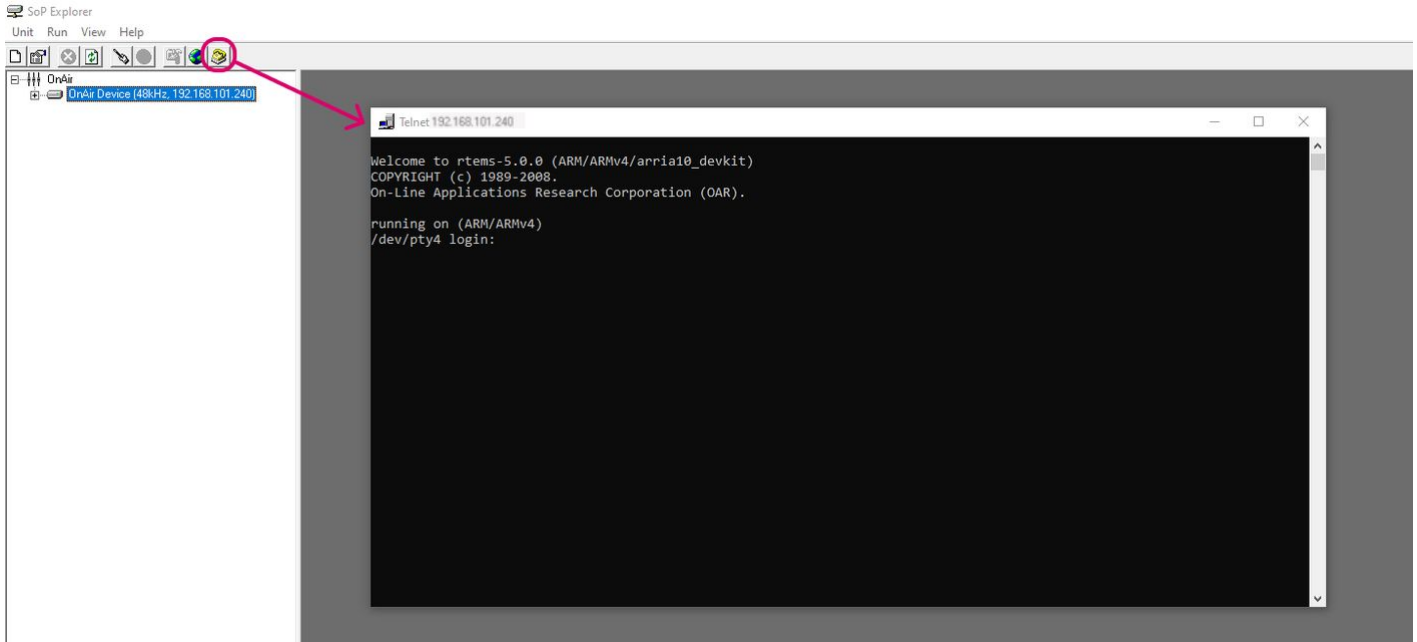 SoP Explorer
Unit Run View Help
OnAir
OnAir Device (48kHz, 192.168.101.240)
Telnet 192.168.101.240
Welcome to rtems-5.0.0 (ARM/ARMv4/arria10_devkit)
COPYRIGHT (c) 1989-2008.
On-Line Applications Research Corporation (OAR).
running on (ARM/ARMv4)
/dev/pty4 login: